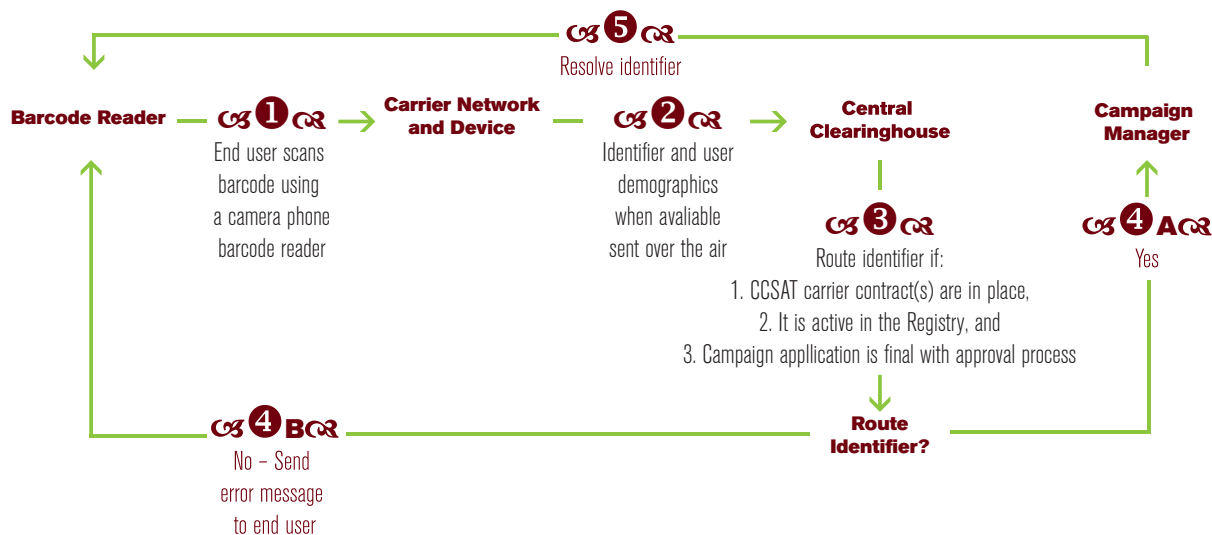 5
Resolve identifier
Barcode Reader
1
End user scans
barcode using
a camera phone
barcode reader
Carrier Network
and Device
2
Identifier and user
demographics
when avaliable
sent over the air
Central
Clearinghouse
3
Route identifier if:
1. CCSAT carrier contract(s) are in place,
2. It is active in the Registry, and
3. Campaign appllication is final with approval process
Campaign
Manager
4 A
Yes
Route
Identifier?
4 B
No – Send
error message
to end user